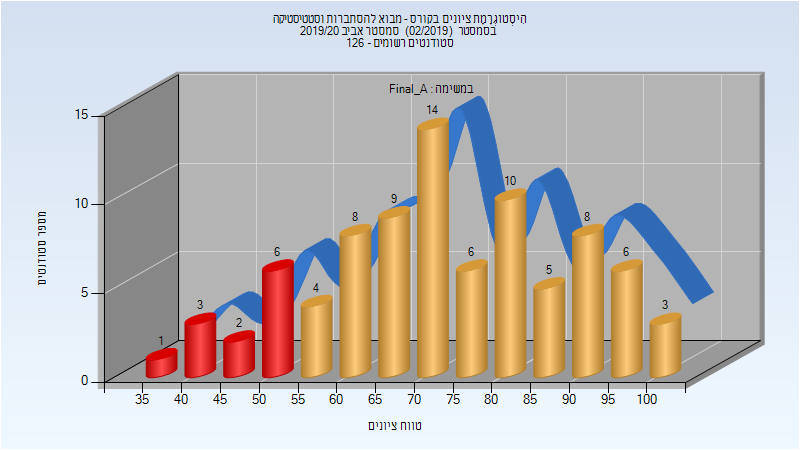 היסטוגרמת ציונים בקורס - מבוא להסתברות וסטטיסטיקה
בסמסטר (02/2019) סמסטר אביב 2019/20
סטודנטים רשומים - 126
במשימה : Final_A
מספר סטודנטים
15
10
5
0
1
3
2
6
4
8
9
14
6
10
5
8
6
3
35 40 45 50 55 60 65 70 75 80 85 90 95 100
טווח ציונים